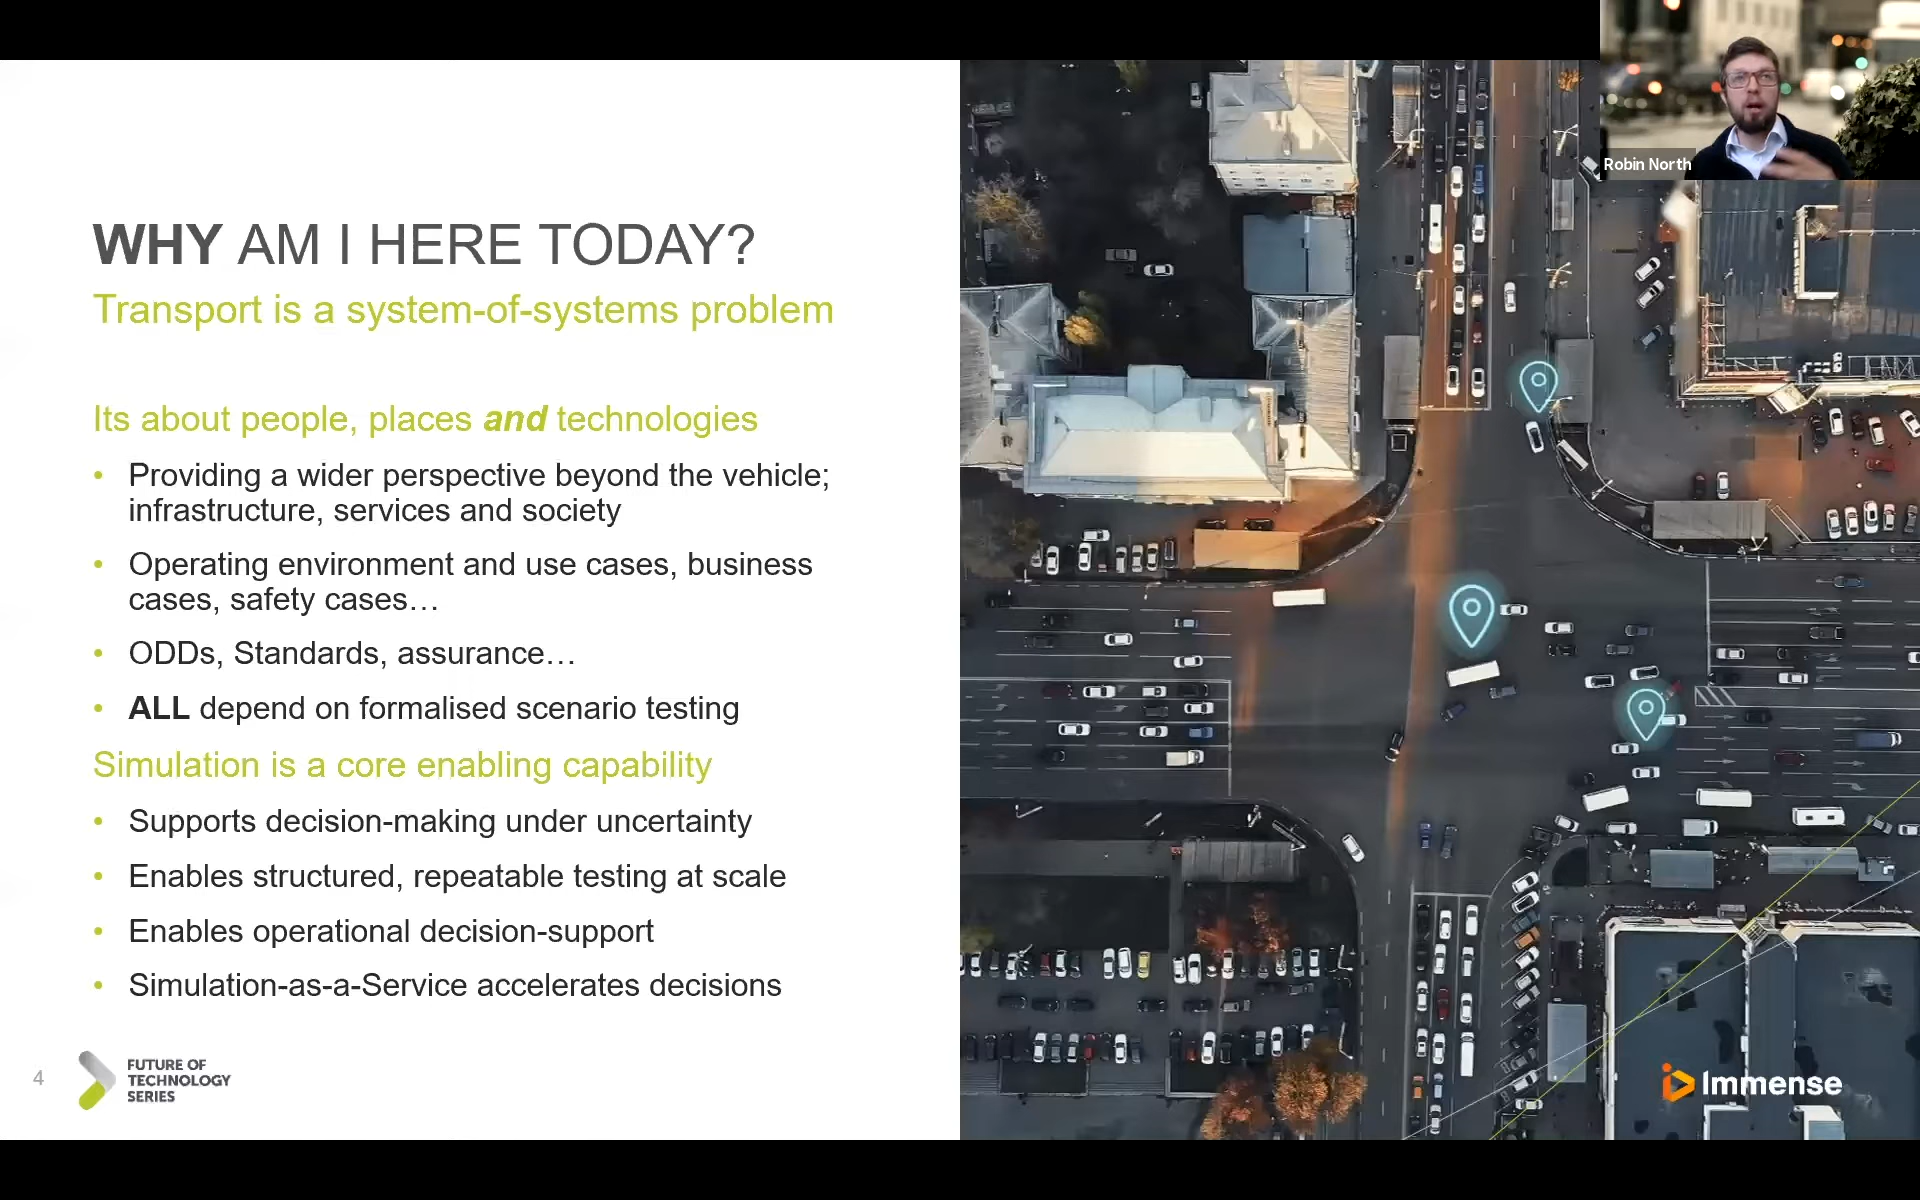 Robin North
WHY AM I HERE TODAY?
Transport is a system-of-systems problem
Its about people, places and technologies
• Providing a wider perspective beyond the vehicle;
infrastructure, services and society
• Operating environment and use cases, business
cases, safety cases…
• ODDs, Standards, assurance…
• ALL depend on formalised scenario testing
Simulation is a core enabling capability
• Supports decision-making under uncertainty
• Enables structured, repeatable testing at scale
• Enables operational decision-support
• Simulation-as-a-Service accelerates decisions
4
FUTURE OF
TECHNOLOGY
SERIES
Immense